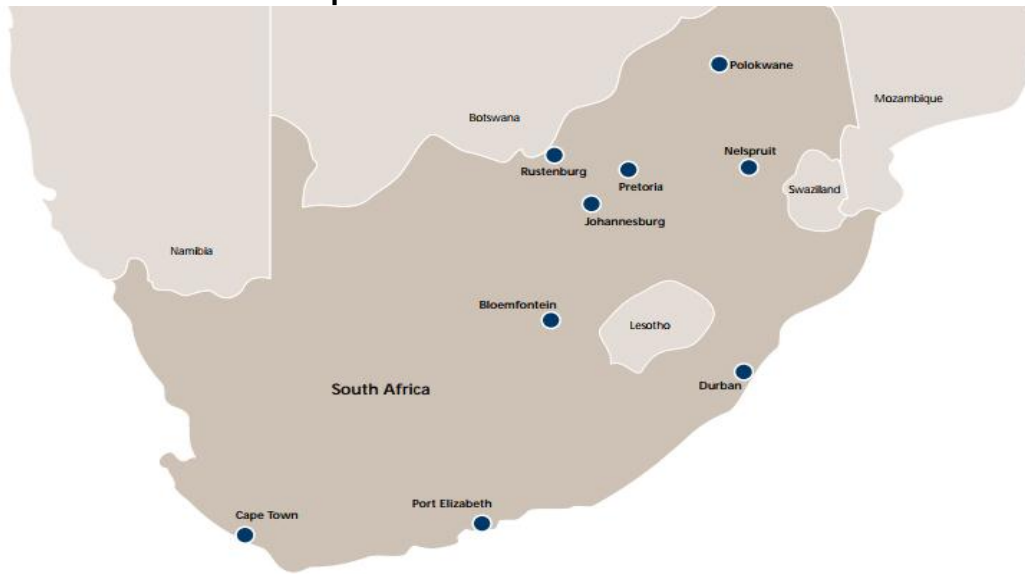 Polokwane
Mozambique
Botswana
Nelspruit
Rustenburg
Pretoria
Swaziland
Johannesburg
Namibia
Bloemfontein
Lesotho
Durban
South Africa
Port Elizabeth
Cape Town